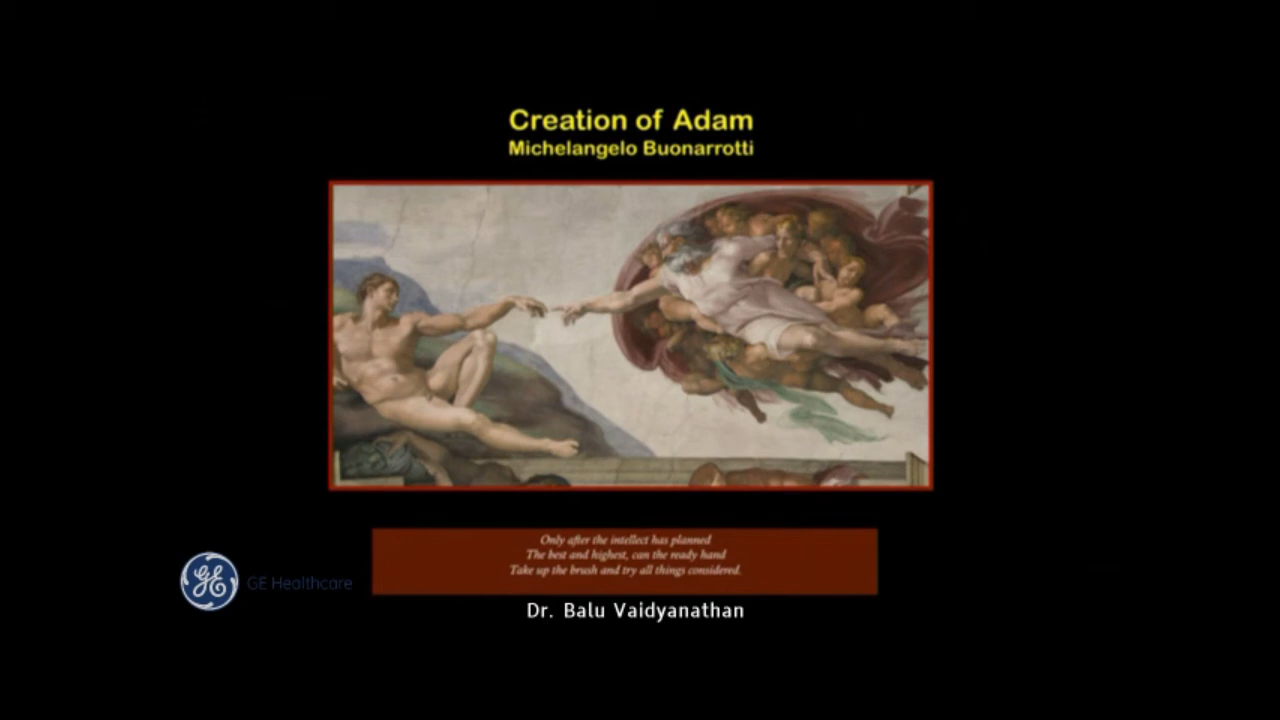 Creation of Adam
Michelangelo Buonarrotti
Only after the intellect has planned
The best and highest, can the ready hand
Take up the brush and try all things considered.
GE GE Healthcare
Dr. Balu Vaidyanathan